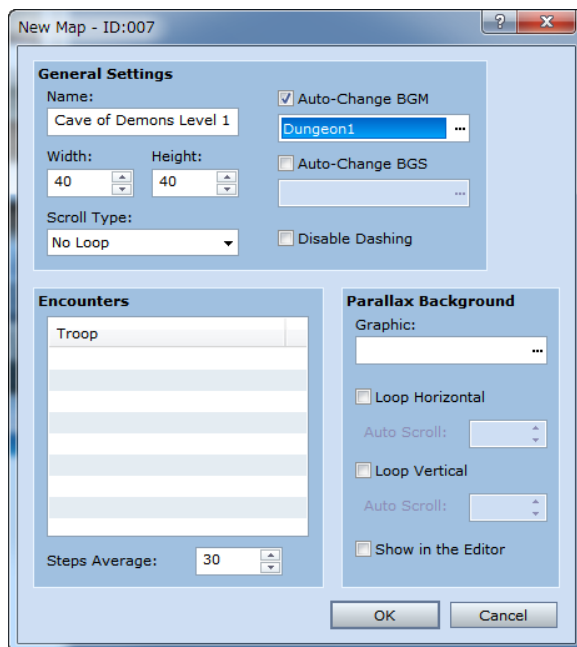 New Map - ID:007
General Settings
Name:
Cave of Demons Level 1
Width:
Height:
40
40
Scroll Type:
No Loop
Auto-Change BGM
Dungeon1
...
Auto-Change BGS
...
Disable Dashing
Encounters
Troop
Steps Average:
30
Parallax Background
Graphic:
...
Loop Horizontal
Auto Scroll:
Loop Vertical
Auto Scroll:
Show in the Editor
OK
Cancel